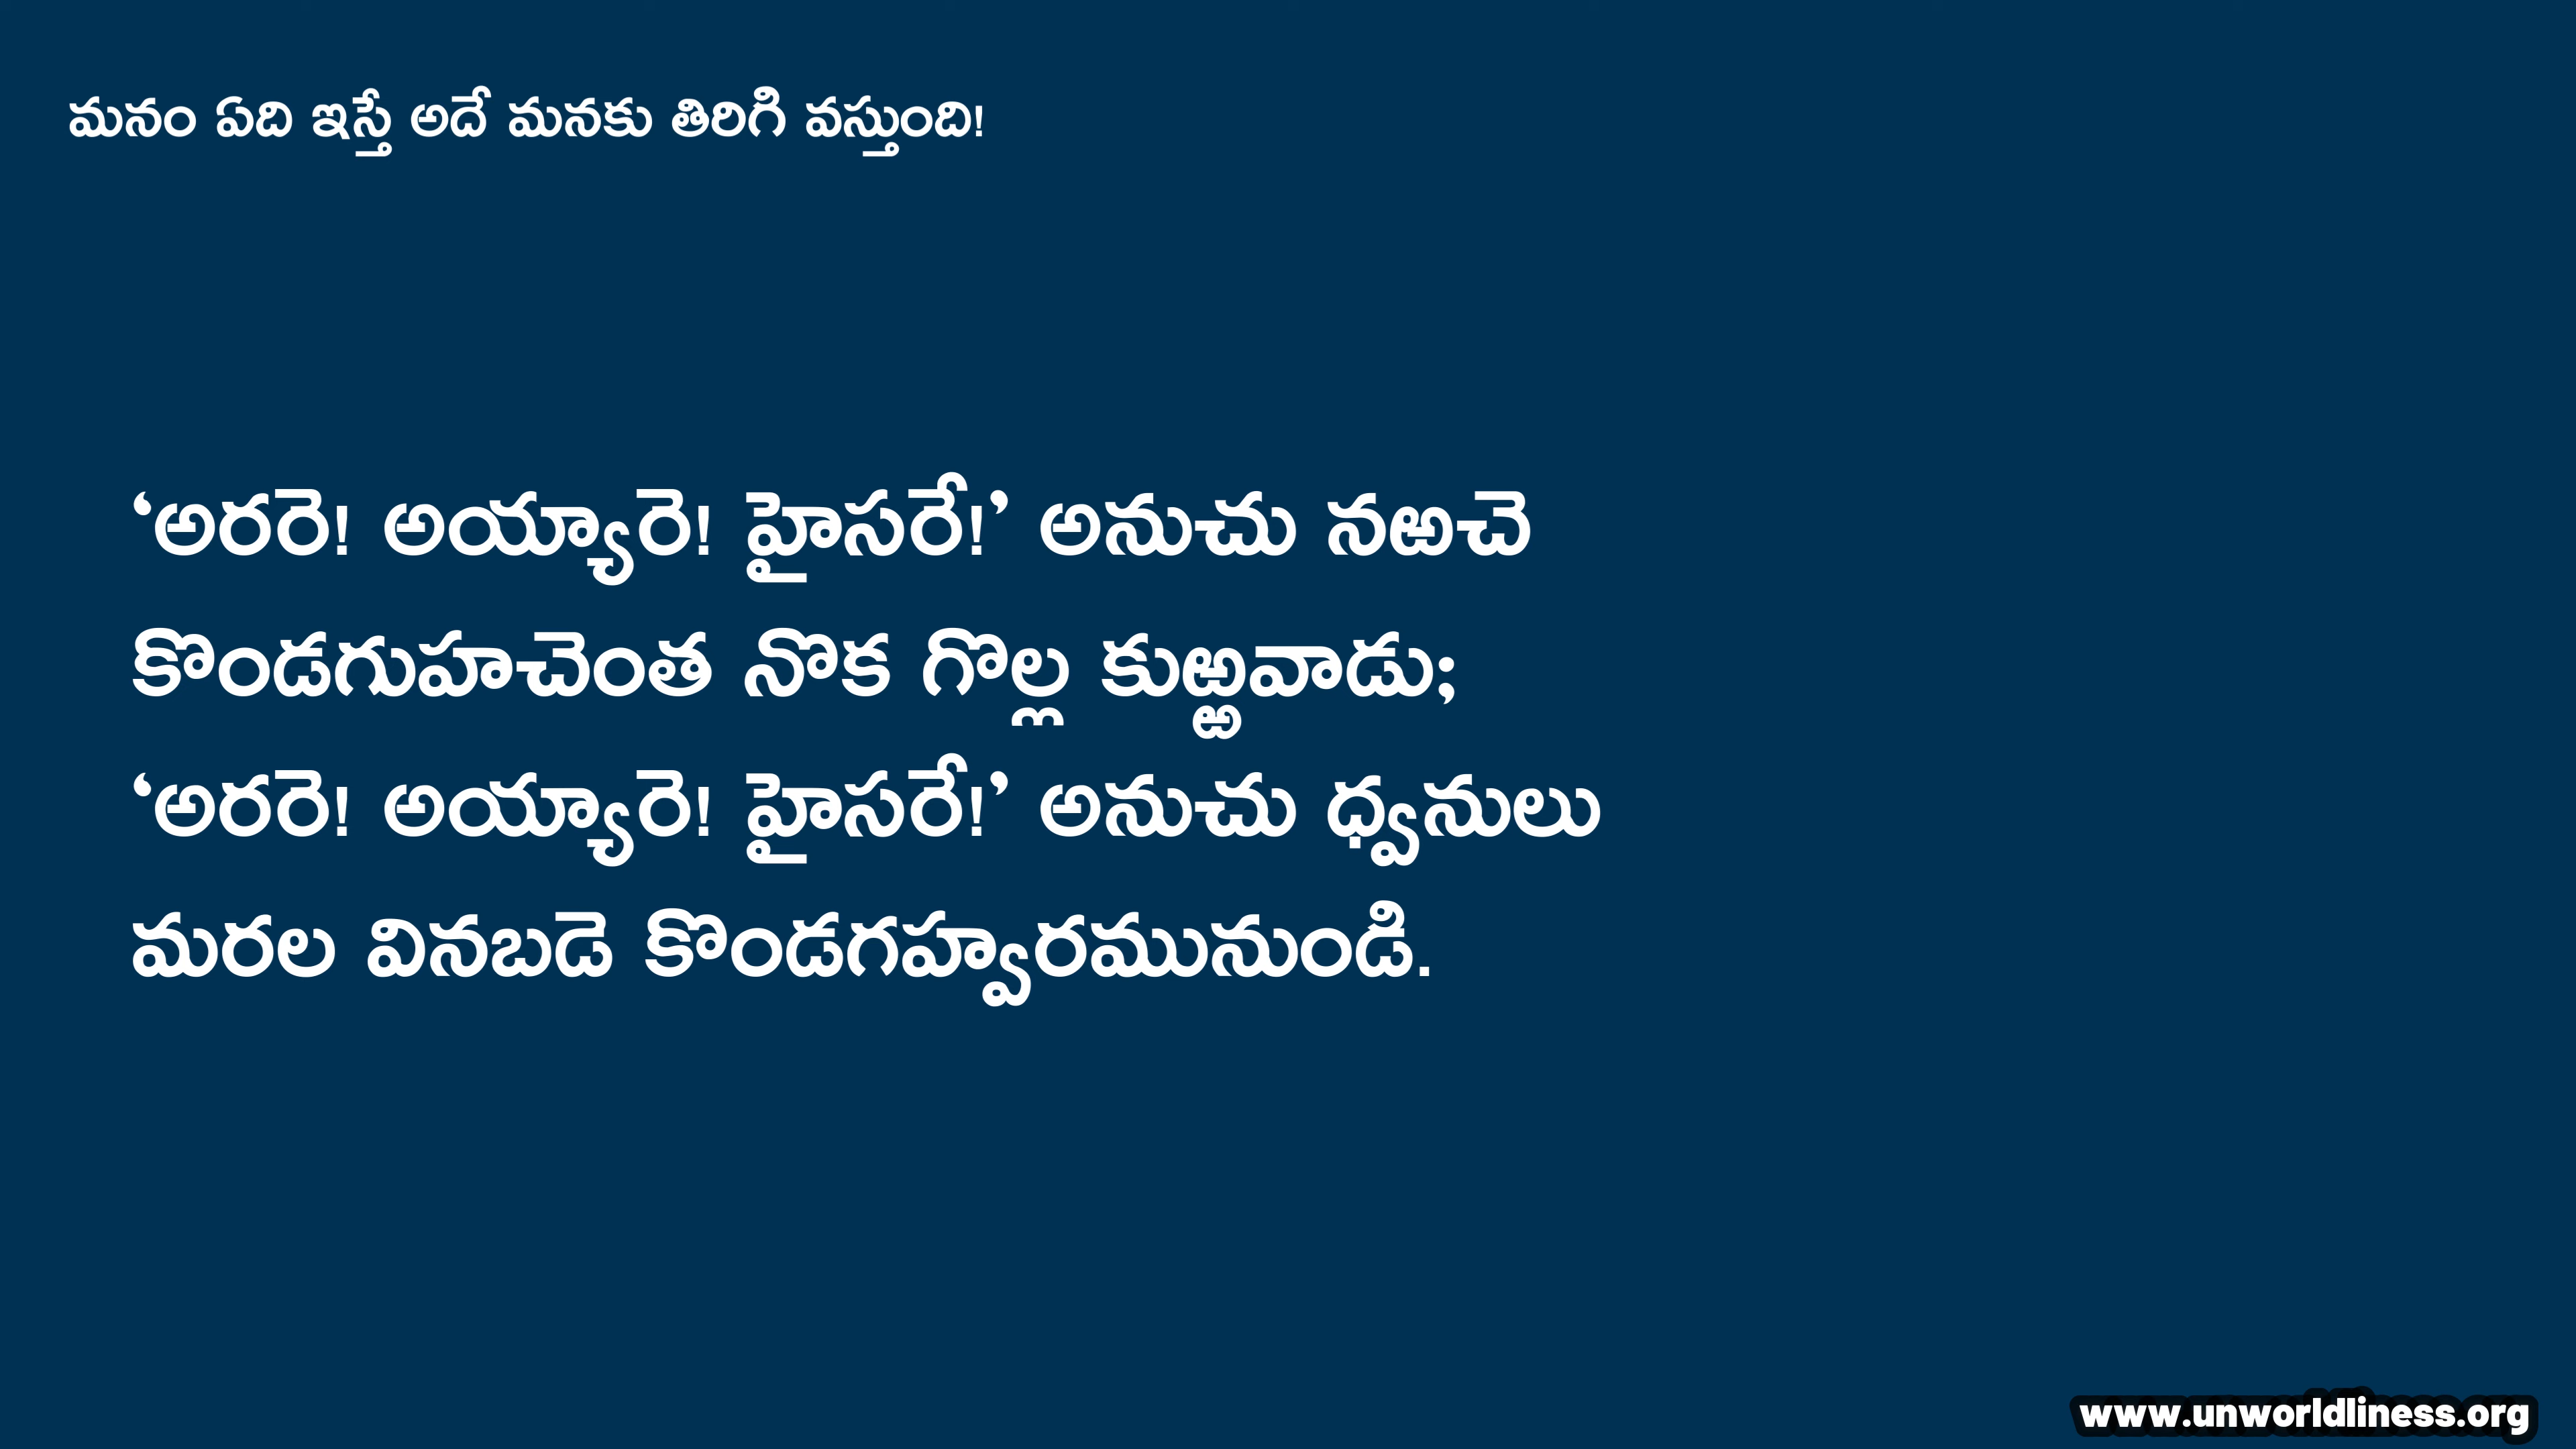 మనం ఏది ఇస్తే అదే మనకు తిరిగి వస్తుంది!
‘అరరె! అయ్యారె! హైసరే!’ అనుచు నఱచె
కొండగుహచెంత నొక గొల్ల కుఱ్ఱవాడు;
‘అరరె! అయ్యారె! హైసరే!’ అనుచు ధ్వనులు
మరల వినబడె కొండగహ్వరమునుండి.
www.unworldliness.org